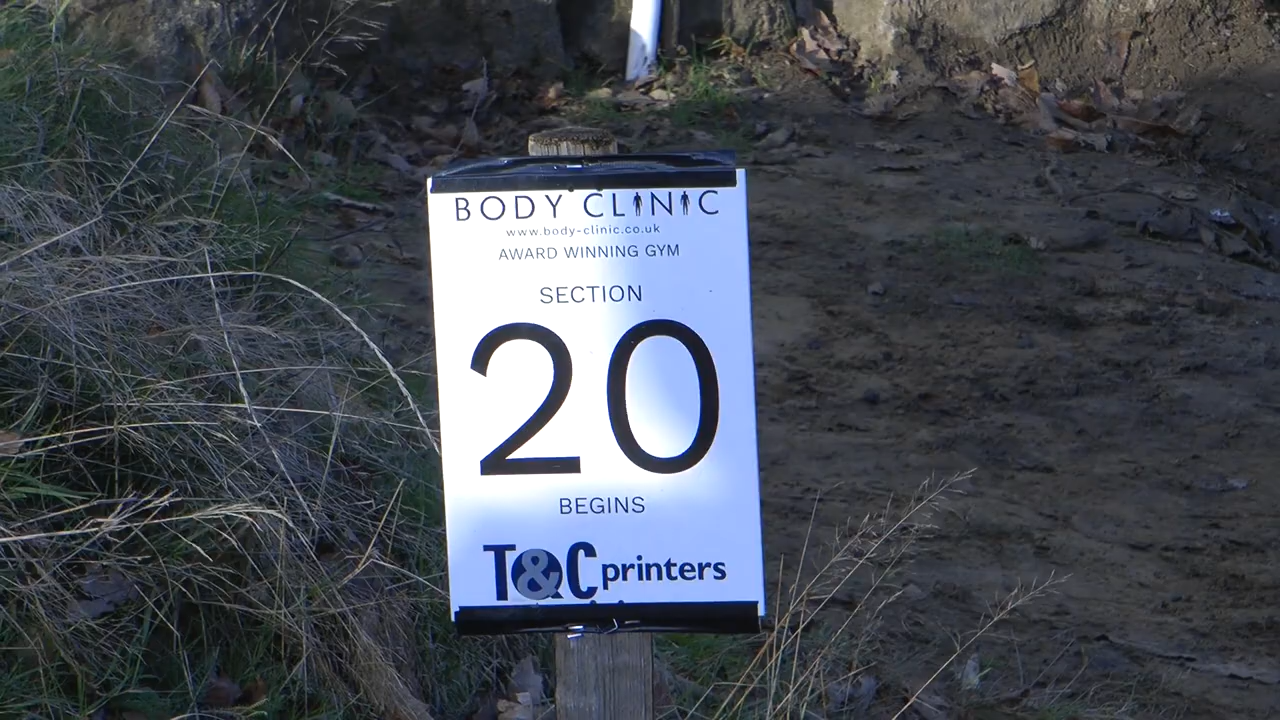 BODY CLINIC
www.body-clinic.co.uk
AWARD WINNING GYM
SECTION
20
BEGINS
T&C printers